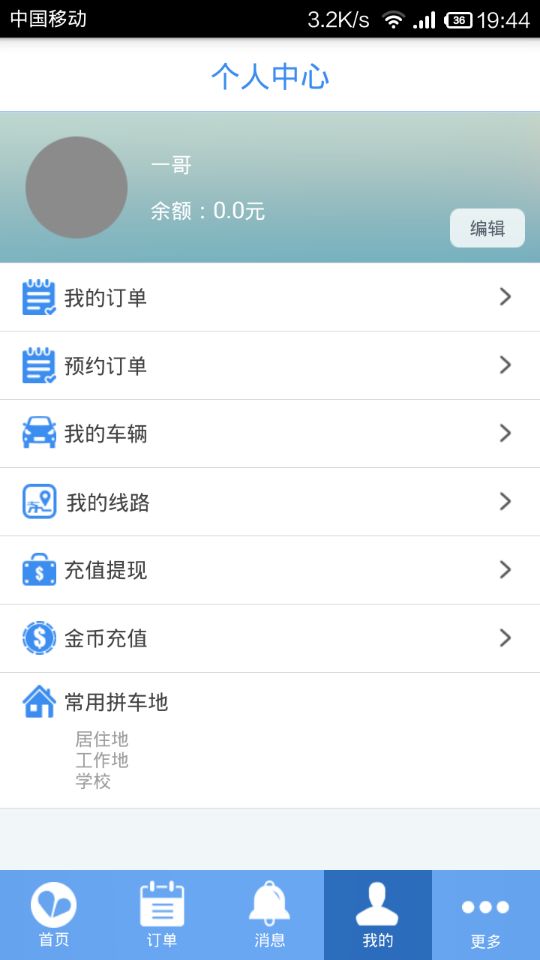 中国移动 3.2K/s 36 19:44
个人中心
一哥
余额：0.0元
编辑
我的订单
预约订单
我的车辆
我的线路
充值提现
金币充值
常用拼车地
居住地
工作地
学校
首页 订单 消息 我的 更多